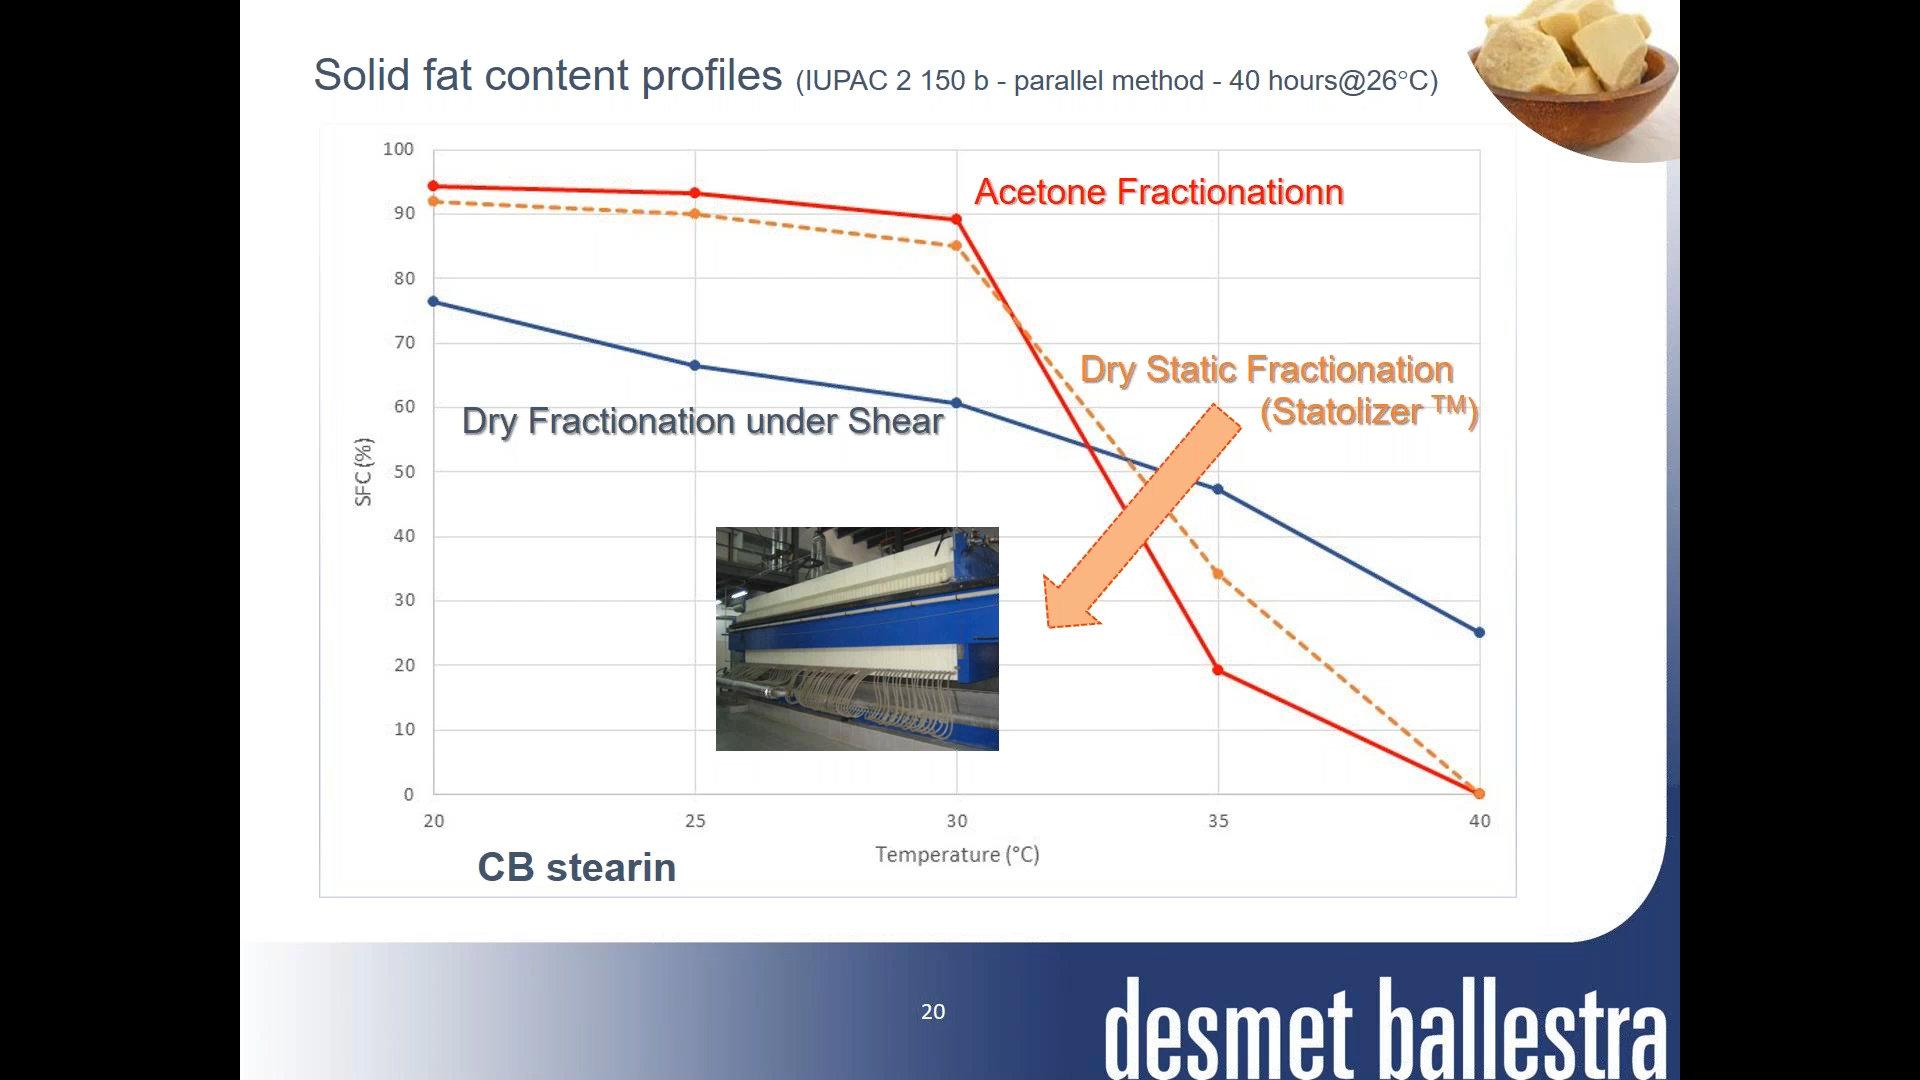 Solid fat content profiles (IUPAC 2 150 b - parallel method - 40 hours@26°C)
100
90
80
70
60
50
40
30
20
10
0
SFC (%)
Acetone Fractionationn
Dry Static Fractionation
(Statolizer TM)
Dry Fractionation under Shear
20 25 30 35 40
Temperature (°C)
CB stearin
20
desmet ballestra